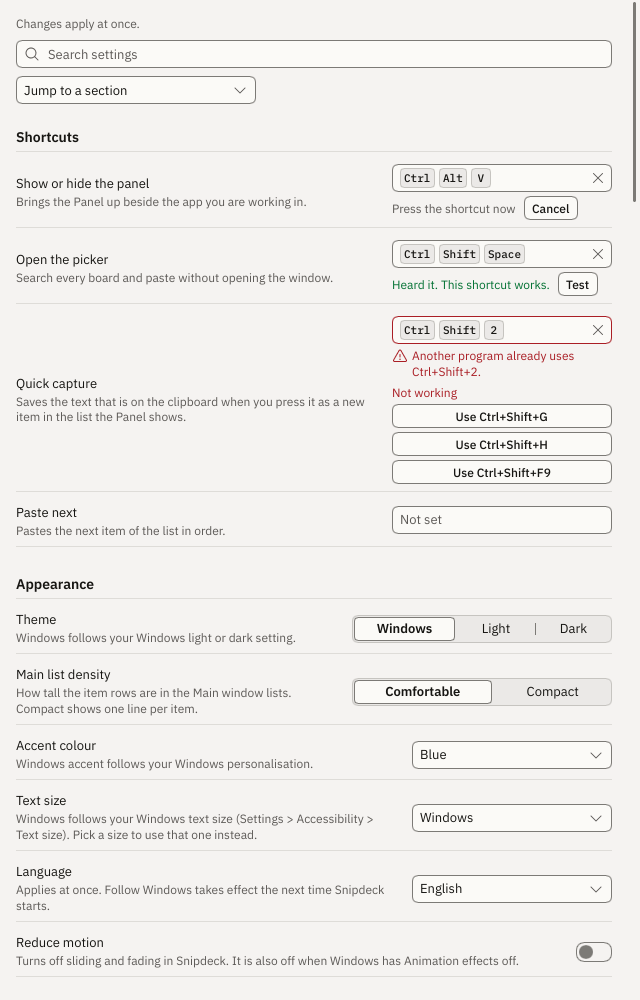 Changes apply at once.
Search settings
Jump to a section
Shortcuts
Show or hide the panel
Brings the Panel up beside the app you are working in.
Ctrl Alt V
Press the shortcut now
Cancel
Open the picker
Search every board and paste without opening the window.
Ctrl Shift Space
Heard it. This shortcut works.
Test
Quick capture
Saves the text that is on the clipboard when you press it as a new
item in the list the Panel shows.
Ctrl Shift 2
Another program already uses
Ctrl+Shift+2.
Not working
Use Ctrl+Shift+G
Use Ctrl+Shift+H
Use Ctrl+Shift+F9
Paste next
Pastes the next item of the list in order.
Not set
Appearance
Theme
Windows follows your Windows light or dark setting.
Windows Light Dark
Main list density
How tall the item rows are in the Main window lists.
Compact shows one line per item.
Comfortable Compact
Accent colour
Windows accent follows your Windows personalisation.
Blue
Text size
Windows follows your Windows text size (Settings > Accessibility >
Text size). Pick a size to use that one instead.
Windows
Language
Applies at once. Follow Windows takes effect the next time Snipdeck
starts.
English
Reduce motion
Turns off sliding and fading in Snipdeck. It is also off when Windows has Animation effects off.